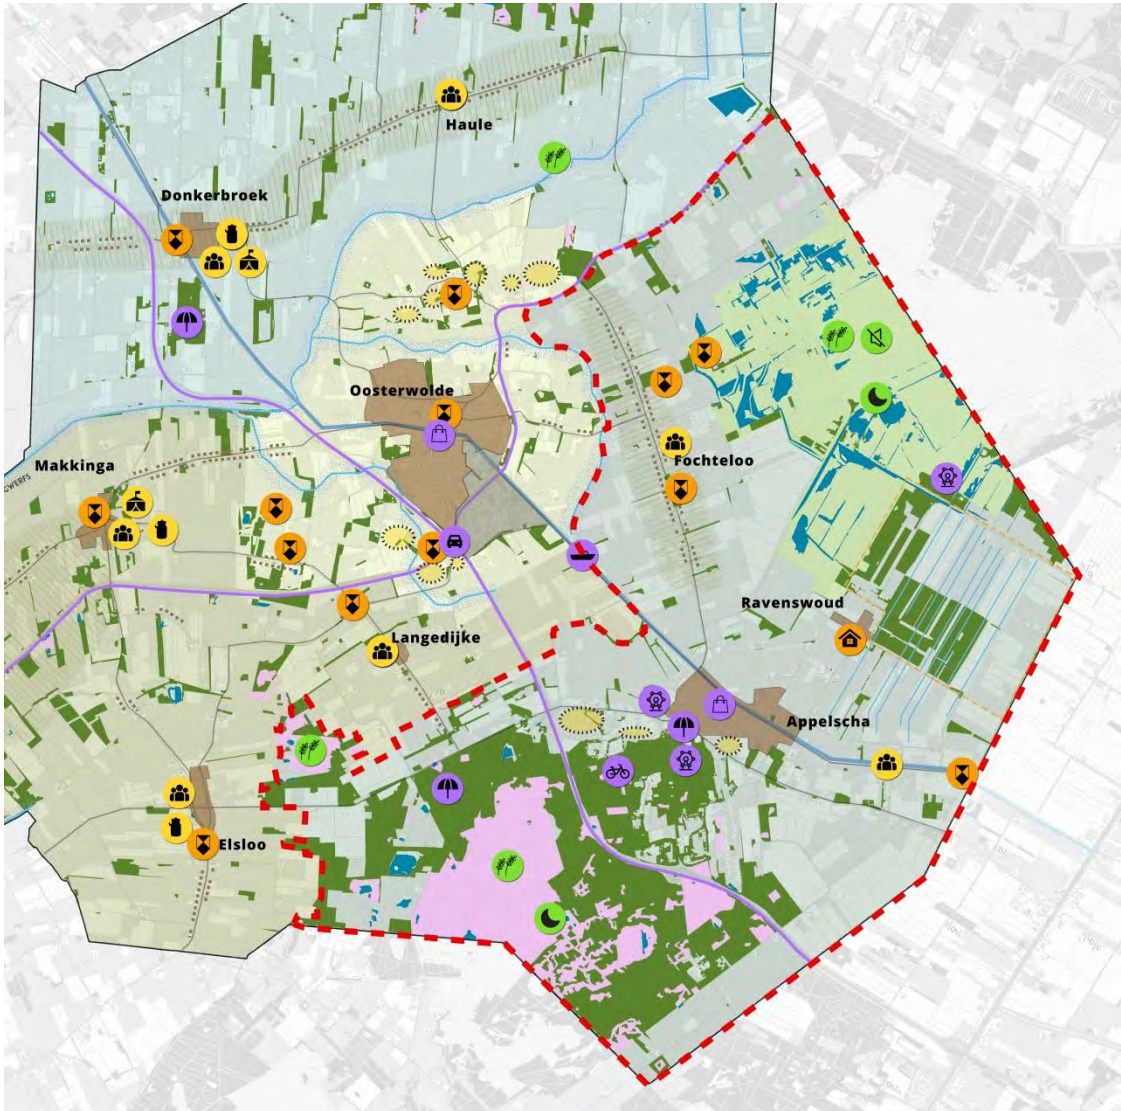 Haule
Donkerbroek
Oosterwolde
Makkinga
Fochteloo
Ravenswoud
Langedijke
Appelscha
Elsloo